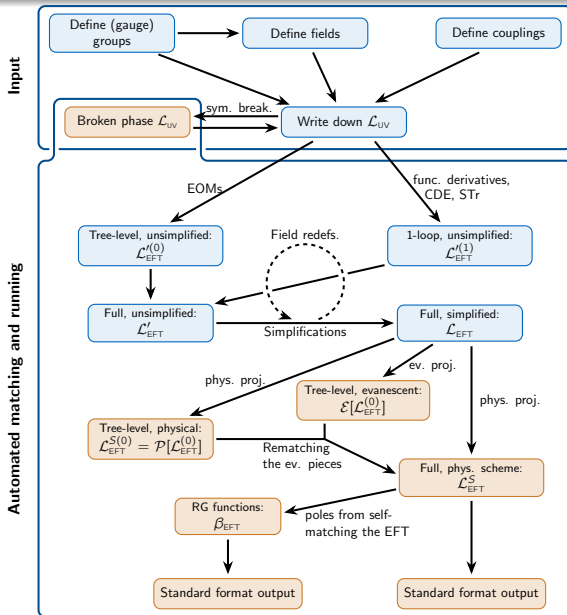 Input
Define (gauge)
groups
Define fields
Define couplings
sym. break.
Broken phase ℒ_UV
Write down ℒ_UV
Automated matching and running
EOMs
func. derivatives,
CDE, STr
Tree-level, unsimplified:
ℒ′_EFT^(0)
Field redefs.
1-loop, unsimplified:
ℒ′_EFT^(1)
Full, unsimplified:
ℒ′_EFT
Simplifications
Full, simplified:
ℒ_EFT
phys. proj.
ev. proj.
phys. proj.
Tree-level, evanescent:
ℰ[ℒ_EFT^(0)]
Tree-level, physical:
ℒ_EFT^S(0) = 𝒫[ℒ_EFT^(0)]
Rematching
the ev. pieces
Full, phys. scheme:
ℒ_EFT^S
RG functions:
β_EFT
poles from self-
matching the EFT
Standard format output
Standard format output